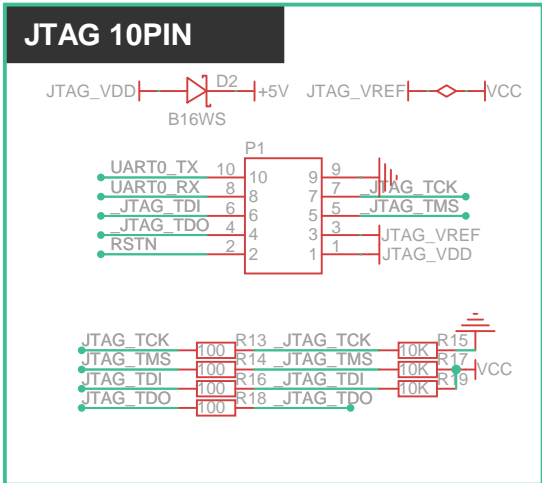 JTAG 10PIN
JTAG_VDD D2 +5V JTAG_VREF VCC
B16WS
P1
UART0_TX 10 10 9 9
UART0_RX 8 8 7 7 _JTAG_TCK
_JTAG_TDI 6 6 5 5 _JTAG_TMS
_JTAG_TDO 4 4 3 3 JTAG_VREF
RSTN 2 2 1 1 JTAG_VDD
JTAG_TCK 100 R13 _JTAG_TCK 10K R15
JTAG_TMS 100 R14 _JTAG_TMS 10K R17 VCC
JTAG_TDI 100 R16 _JTAG_TDI 10K R19
JTAG_TDO 100 R18 _JTAG_TDO